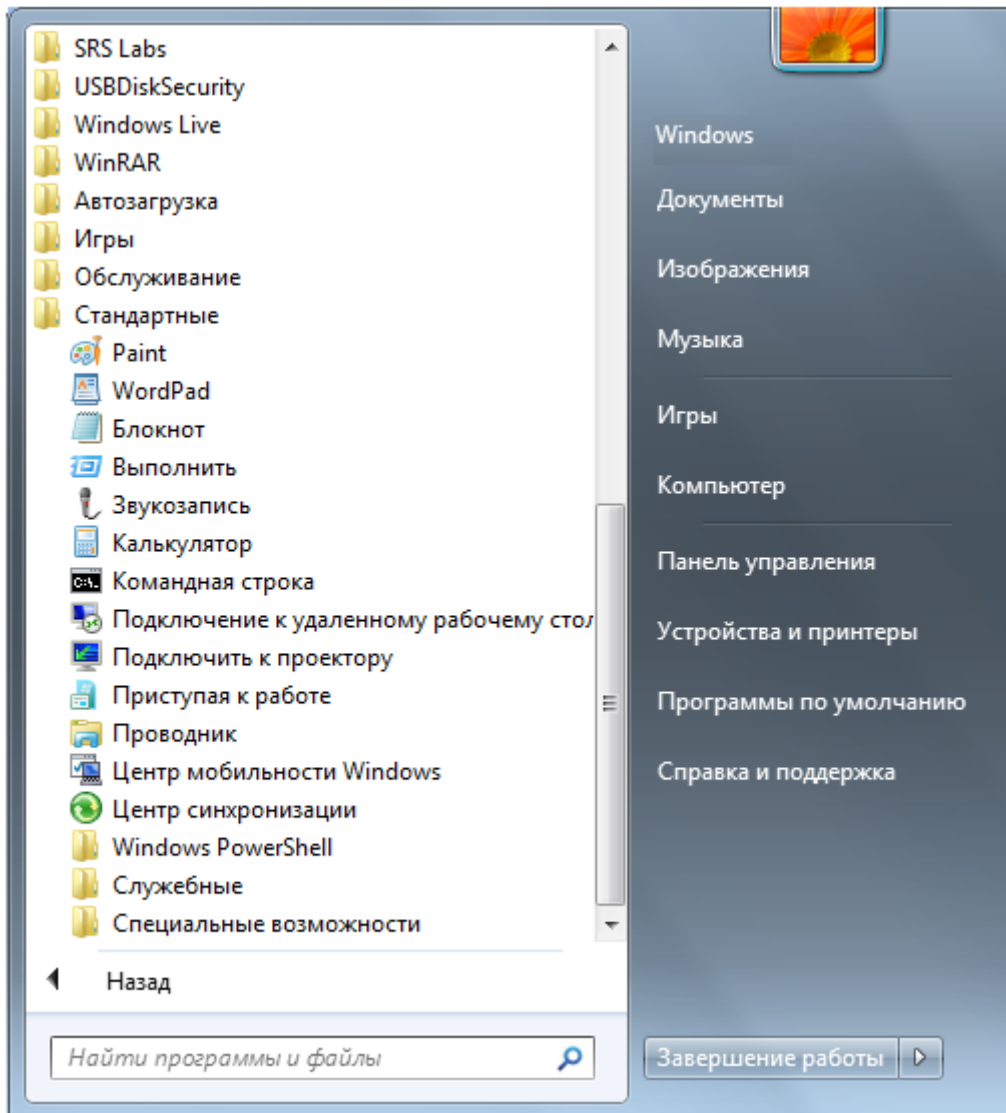 SRS Labs
USBDiskSecurity
Windows Live
WinRAR
Автозагрузка
Игры
Обслуживание
Стандартные
Paint
WordPad
Блокнот
Выполнить
Звукозапись
Калькулятор
Командная строка
Подключение к удаленному рабочему стол
Подключить к проектору
Приступая к работе
Проводник
Центр мобильности Windows
Центр синхронизации
Windows PowerShell
Служебные
Специальные возможности
Назад
Найти программы и файлы
Windows
Документы
Изображения
Музыка
Игры
Компьютер
Панель управления
Устройства и принтеры
Программы по умолчанию
Справка и поддержка
Завершение работы